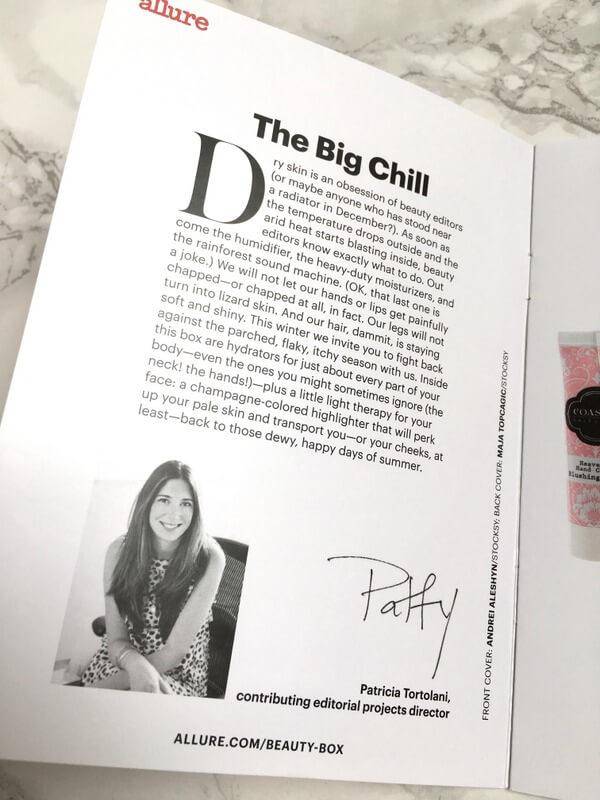 allure
The Big Chill
Dry skin is an obsession of beauty editors
(or maybe anyone who has stood near
a radiator in December?). As soon as
the temperature drops outside and the
arid heat starts blasting inside, beauty
editors know exactly what to do. Out
come the humidifier, the heavy-duty moisturizers, and
the rainforest sound machine. (OK, that last one is
a joke.) We will not let our hands or lips get painfully
chapped—or chapped at all, in fact. Our legs will not
turn into lizard skin. And our hair, dammit, is staying
soft and shiny. This winter we invite you to fight back
against the parched, flaky, itchy season with us. Inside
this box are hydrators for just about every part of your
body—even the ones you might sometimes ignore (the
neck! the hands!)—plus a little light therapy for your
face: a champagne-colored highlighter that will perk
up your pale skin and transport you—or your cheeks, at
least—back to those dewy, happy days of summer.
Patty
Patricia Tortolani,
contributing editorial projects director
ALLURE.COM/BEAUTY-BOX
FRONT COVER: ANDREI ALESHYN/STOCKSY; BACK COVER: MAJA TOPCAGIC/STOCKSY
COAS
Hand C
Blushing